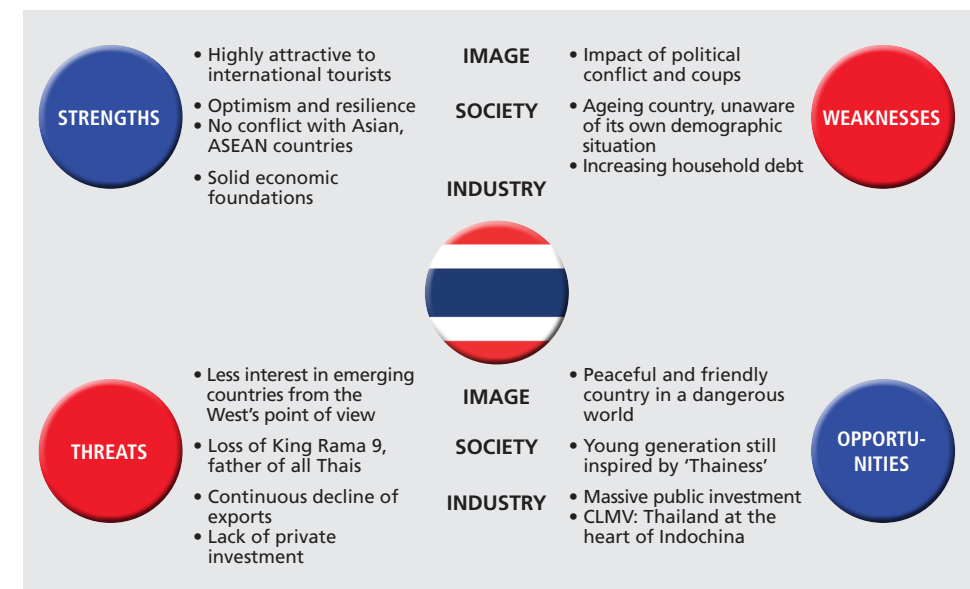 STRENGTHS
• Highly attractive to
international tourists
• Optimism and resilience
• No conflict with Asian,
ASEAN countries
• Solid economic
foundations
IMAGE
SOCIETY
INDUSTRY
• Impact of political
conflict and coups
• Ageing country, unaware
of its own demographic
situation
• Increasing household debt
WEAKNESSES
THREATS
• Less interest in emerging
countries from the
West’s point of view
• Loss of King Rama 9,
father of all Thais
• Continuous decline of
exports
• Lack of private
investment
IMAGE
SOCIETY
INDUSTRY
• Peaceful and friendly
country in a dangerous
world
• Young generation still
inspired by ‘Thainess’
• Massive public investment
• CLMV: Thailand at the
heart of Indochina
OPPORTU-
NITIES